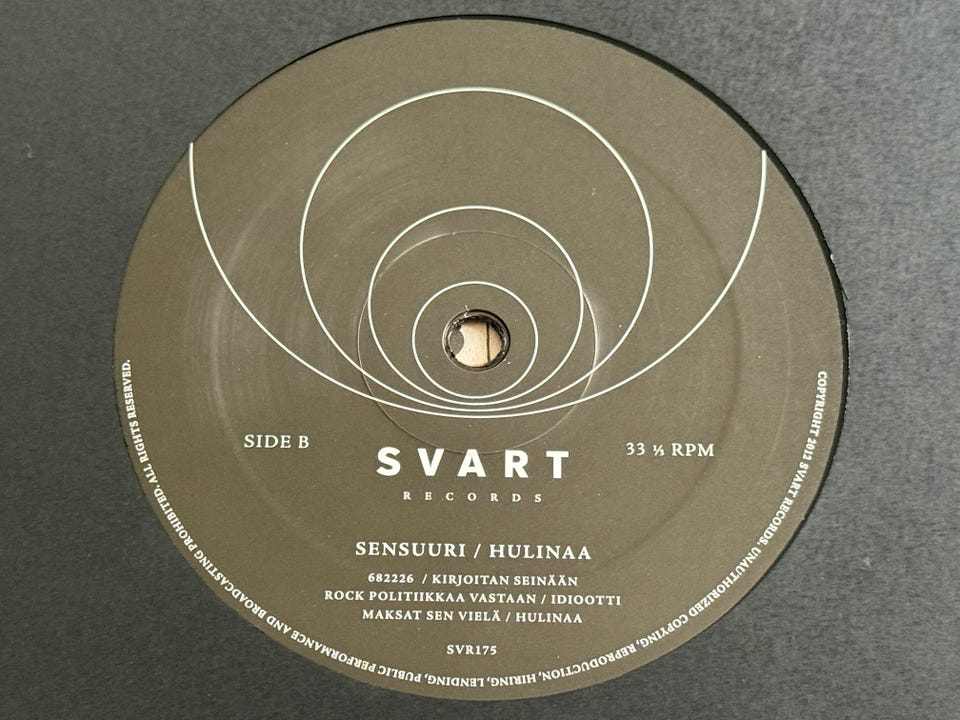 SIDE B
33 ⅓ RPM
SVART
RECORDS
SENSUURI / HULINAA
682226 / KIRJOITAN SEINÄÄN
ROCK POLITIIKKAA VASTAAN / IDIOOTTI
MAKSAT SEN VIELÄ / HULINAA
SVR175
COPYRIGHT 2012 SVART RECORDS. UNAUTHORIZED COPYING, REPRODUCTION, HIRING, LENDING, PUBLIC PERFORMANCE AND BROADCASTING PROHIBITED. ALL RIGHTS RESERVED.